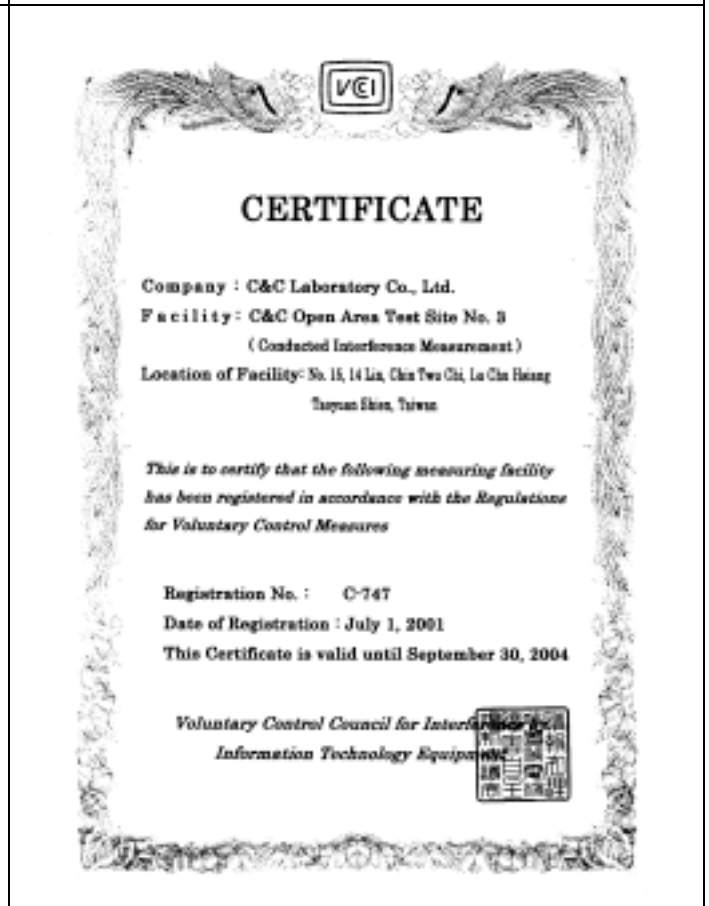 VCCI
CERTIFICATE
Company : C&C Laboratory Co., Ltd.
Facility : C&C Open Area Test Site No. 3
( Conducted Interference Measurement )
Location of Facility: No. 15, 14 Lin, Chin Twu Chi, Lu Chu Hsiang
Taoyuan Shien, Taiwan
This is to certify that the following measuring facility
has been registered in accordance with the Regulations
for Voluntary Control Measures
Registration No. : C-747
Date of Registration : July 1, 2001
This Certificate is valid until September 30, 2004
Voluntary Control Council for Interference by
Information Technology Equipment